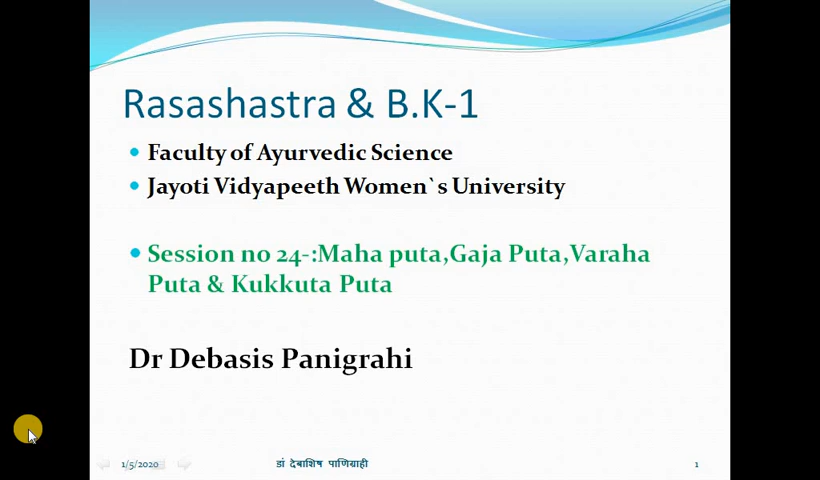 Rasashastra & B.K-1
Faculty of Ayurvedic Science
Jayoti Vidyapeeth Women`s University
Session no 24-:Maha puta,Gaja Puta,Varaha
Puta & Kukkuta Puta
Dr Debasis Panigrahi
1/5/2020 डां देबाशिष पाणिग्राही 1